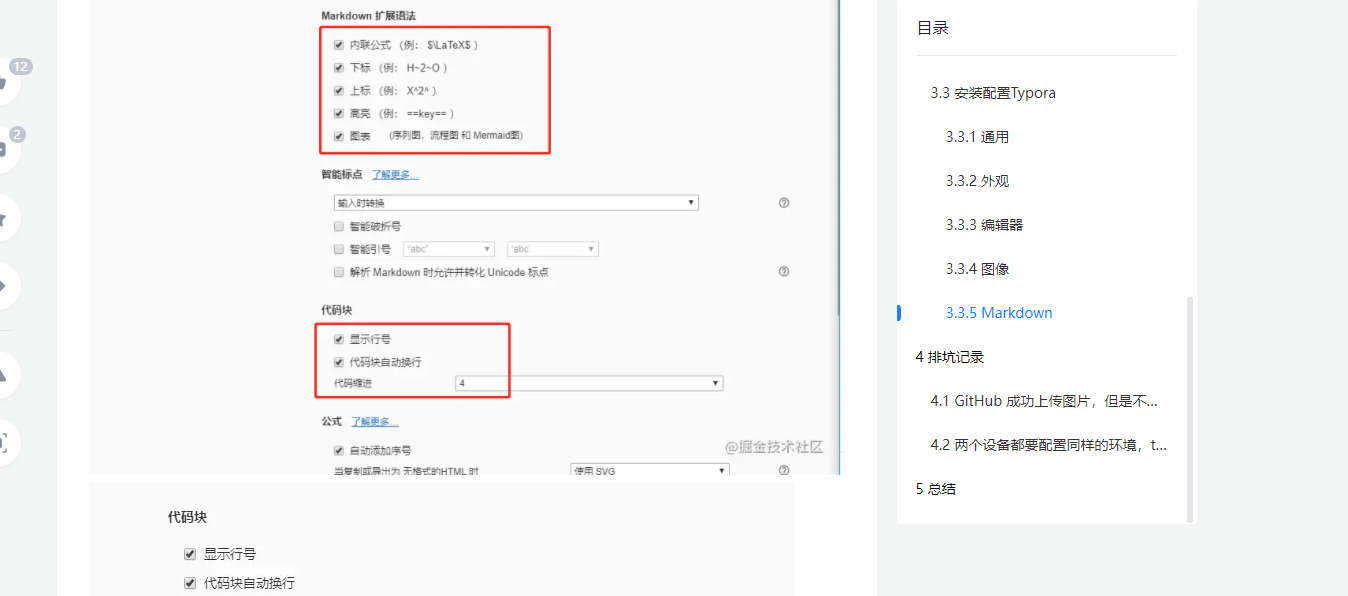 Markdown 扩展语法
内联公式 （例： $\LaTeX$ ）
下标 （例： H~2~O ）
上标 （例： X^2^ ）
高亮 （例： ==key== ）
图表 （序列图，流程图 和 Mermaid图）
智能标点 了解更多...
输入时转换
智能破折号
智能引号 "abc" 'abc'
解析 Markdown 时允许并转化 Unicode 标点
代码块
显示行号
代码块自动换行
代码缩进 4
公式 了解更多...
自动添加序号
当复制或导出为 无格式的HTML 时 使用 SVG
@掘金技术社区
代码块
显示行号
代码块自动换行
12
2
目录
3.3 安装配置Typora
3.3.1 通用
3.3.2 外观
3.3.3 编辑器
3.3.4 图像
3.3.5 Markdown
4 排坑记录
4.1 GitHub 成功上传图片，但是不...
4.2 两个设备都要配置同样的环境，t...
5 总结